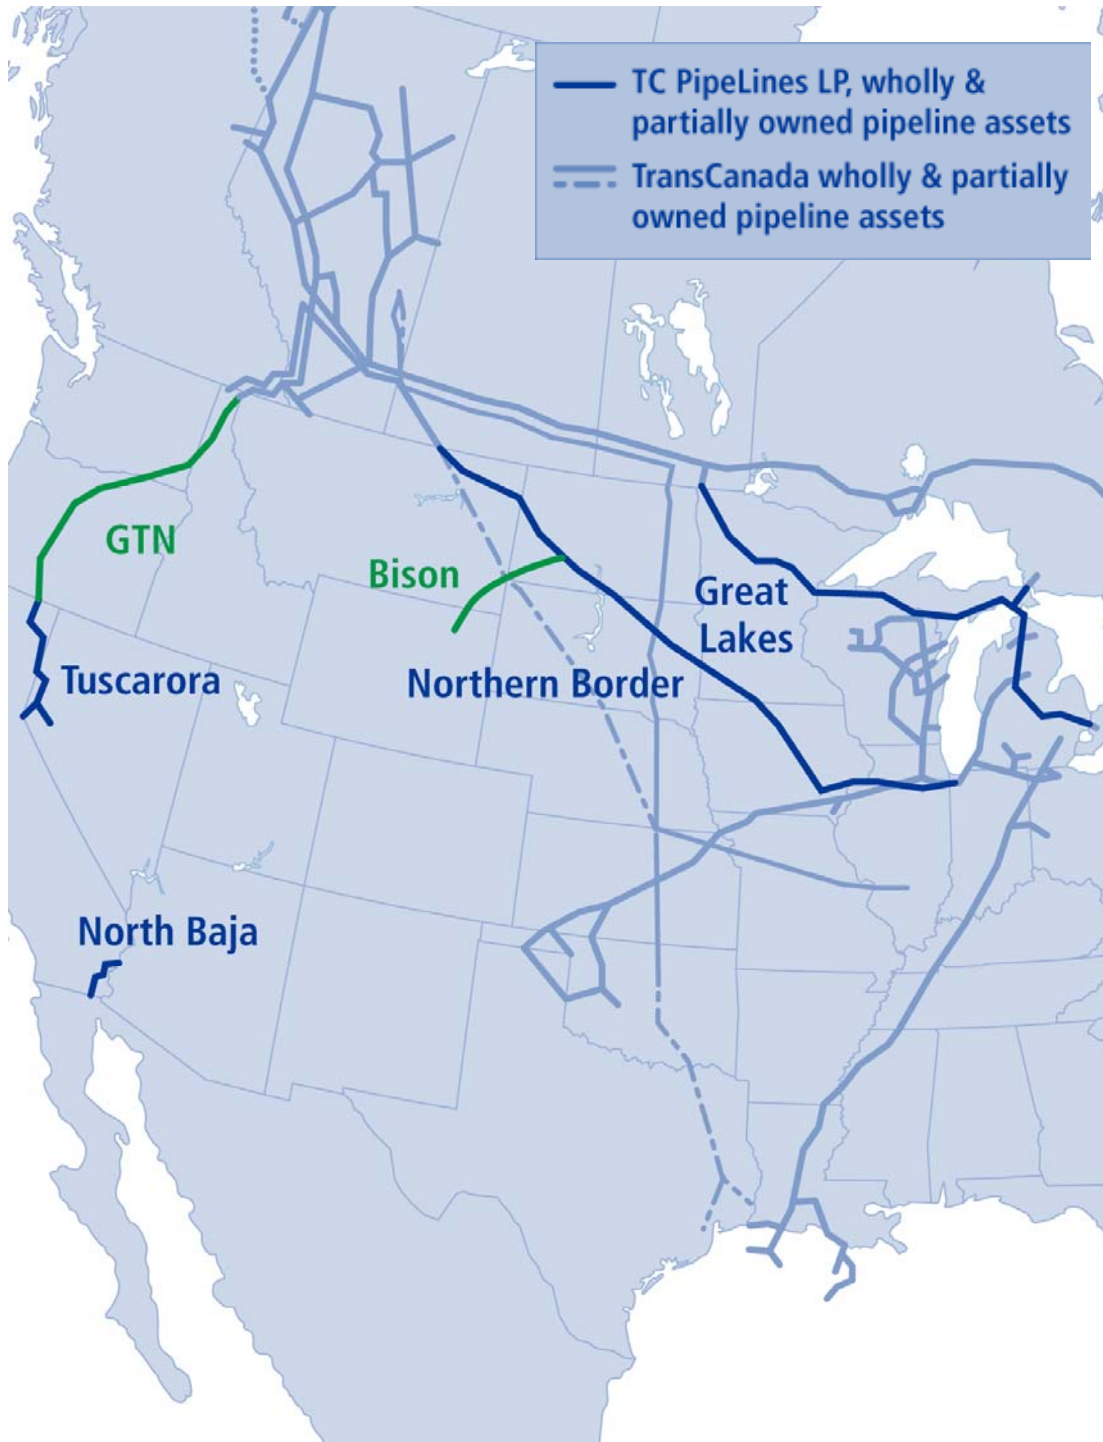 TC PipeLines LP, wholly &
partially owned pipeline assets
TransCanada wholly & partially
owned pipeline assets
GTN
Bison
Great
Lakes
Tuscarora
Northern Border
North Baja